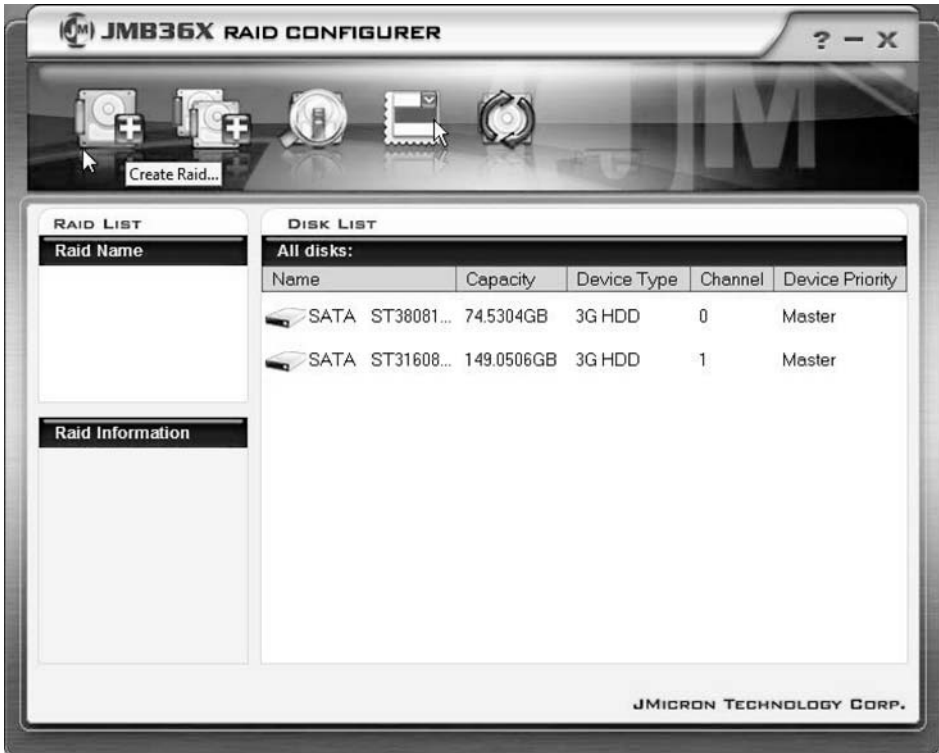 JMB36X RAID CONFIGURER
? – X
JM
Create Raid...
RAID LIST
Raid Name
Raid Information
DISK LIST
All disks:
Name Capacity Device Type Channel Device Priority
SATA ST38081... 74.5304GB 3G HDD 0 Master
SATA ST31608... 149.0506GB 3G HDD 1 Master
JMICRON TECHNOLOGY CORP.